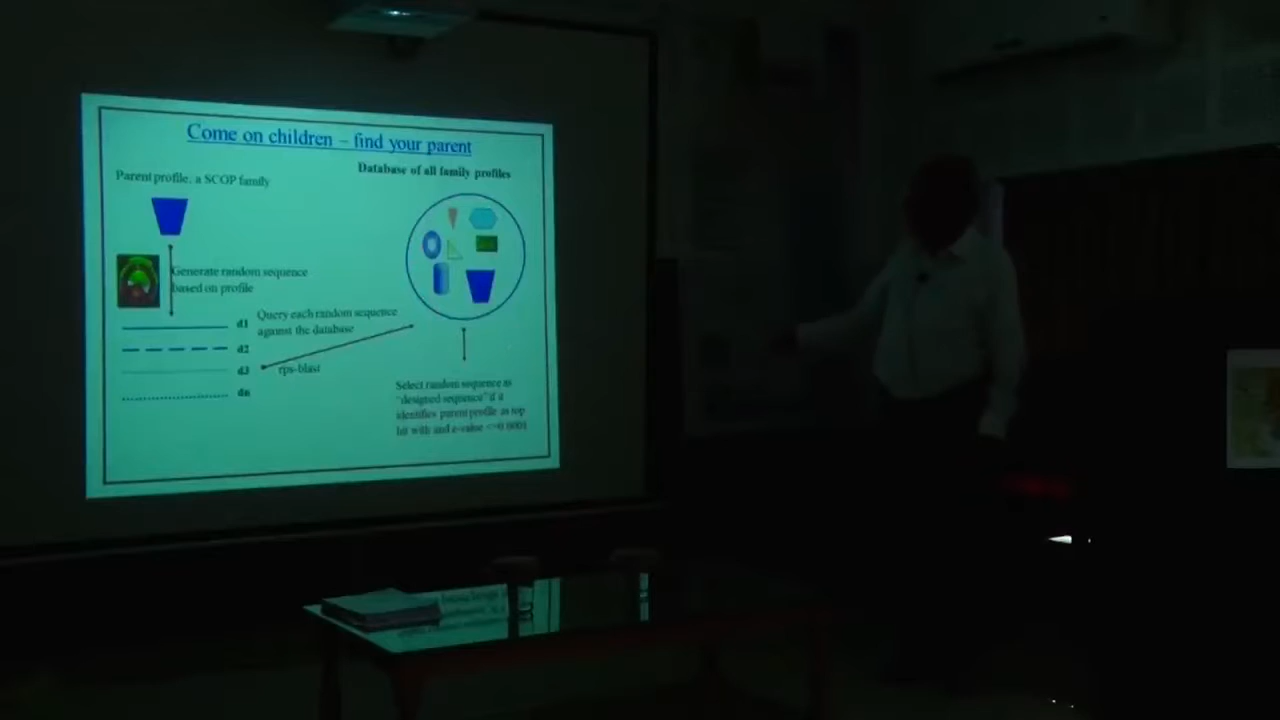 Come on children – find your parent
Parent profile, a SCOP family
Database of all family profiles
Generate random sequence
based on profile
d1
Query each random sequence
against the database
d2
d3
rps-blast
dn
Select random sequence as
"designed sequence" if it
identifies parent profile as top
hit with and e-value <=0.0001